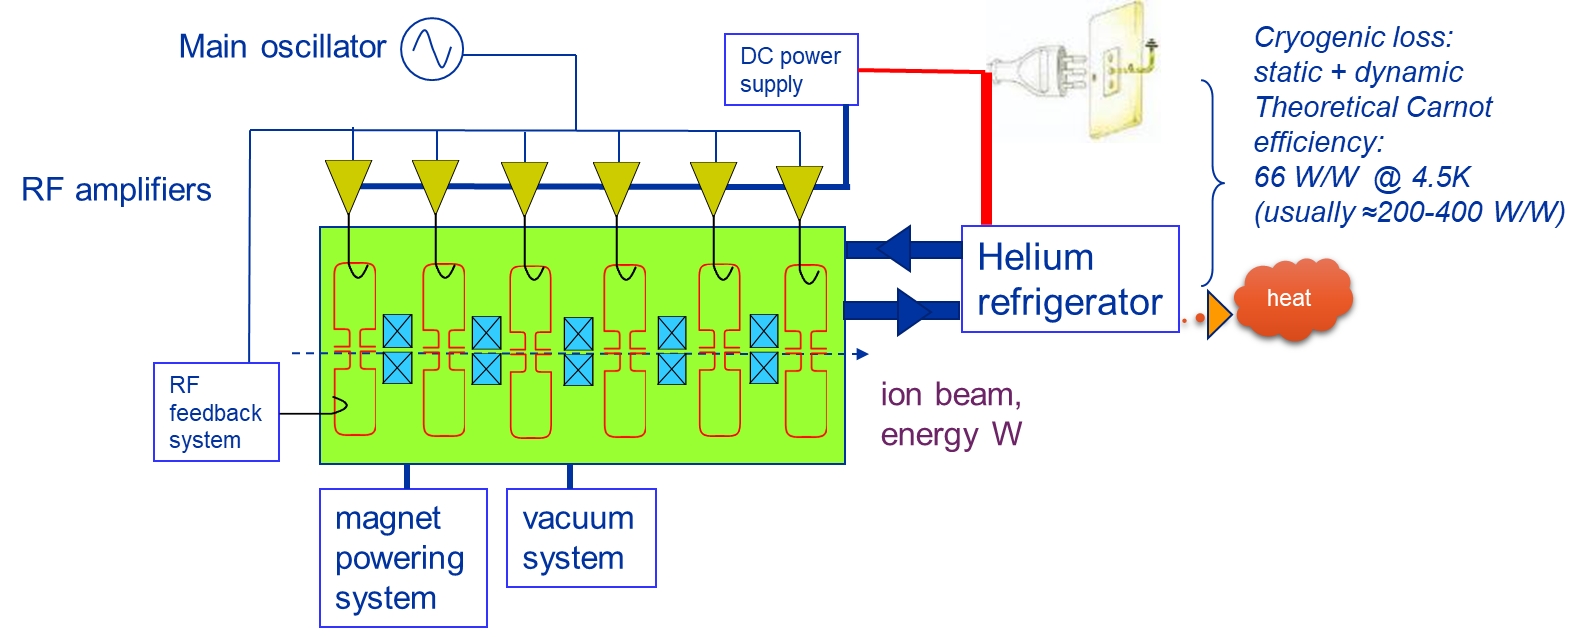 Main oscillator
DC power
supply
Cryogenic loss:
static + dynamic
Theoretical Carnot
efficiency:
66 W/W @ 4.5K
(usually ≈200-400 W/W)
RF amplifiers
Helium
refrigerator
heat
RF
feedback
system
ion beam,
energy W
magnet
powering
system
vacuum
system